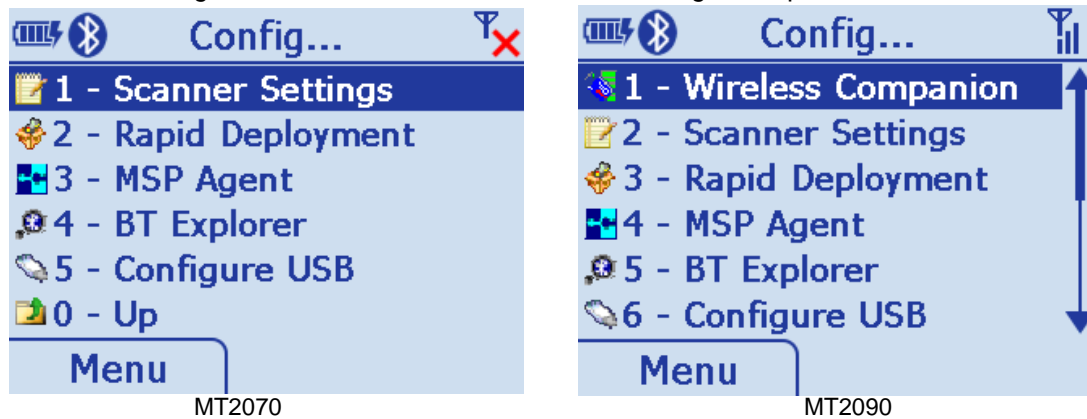 Config...
1 - Scanner Settings
2 - Rapid Deployment
3 - MSP Agent
4 - BT Explorer
5 - Configure USB
0 - Up
Menu
MT2070
Config...
1 - Wireless Companion
2 - Scanner Settings
3 - Rapid Deployment
4 - MSP Agent
5 - BT Explorer
6 - Configure USB
Menu
MT2090